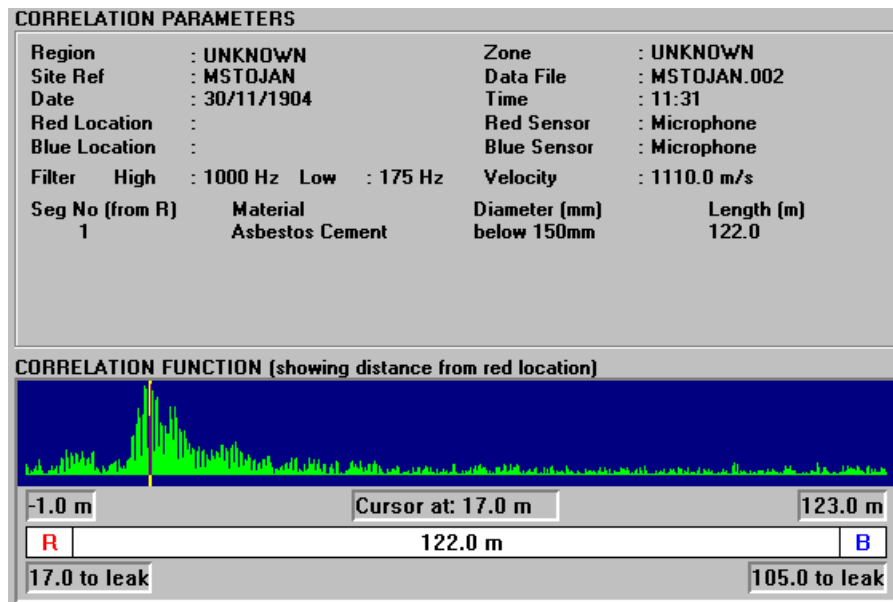 CORRELATION PARAMETERS
Region : UNKNOWN Zone : UNKNOWN
Site Ref : MSTOJAN Data File : MSTOJAN.002
Date : 30/11/1904 Time : 11:31
Red Location : Red Sensor : Microphone
Blue Location : Blue Sensor : Microphone
Filter High : 1000 Hz Low : 175 Hz Velocity : 1110.0 m/s
Seg No (from R) Material Diameter (mm) Length (m)
1 Asbestos Cement below 150mm 122.0
CORRELATION FUNCTION (showing distance from red location)
-1.0 m Cursor at: 17.0 m 123.0 m
R 122.0 m B
17.0 to leak 105.0 to leak